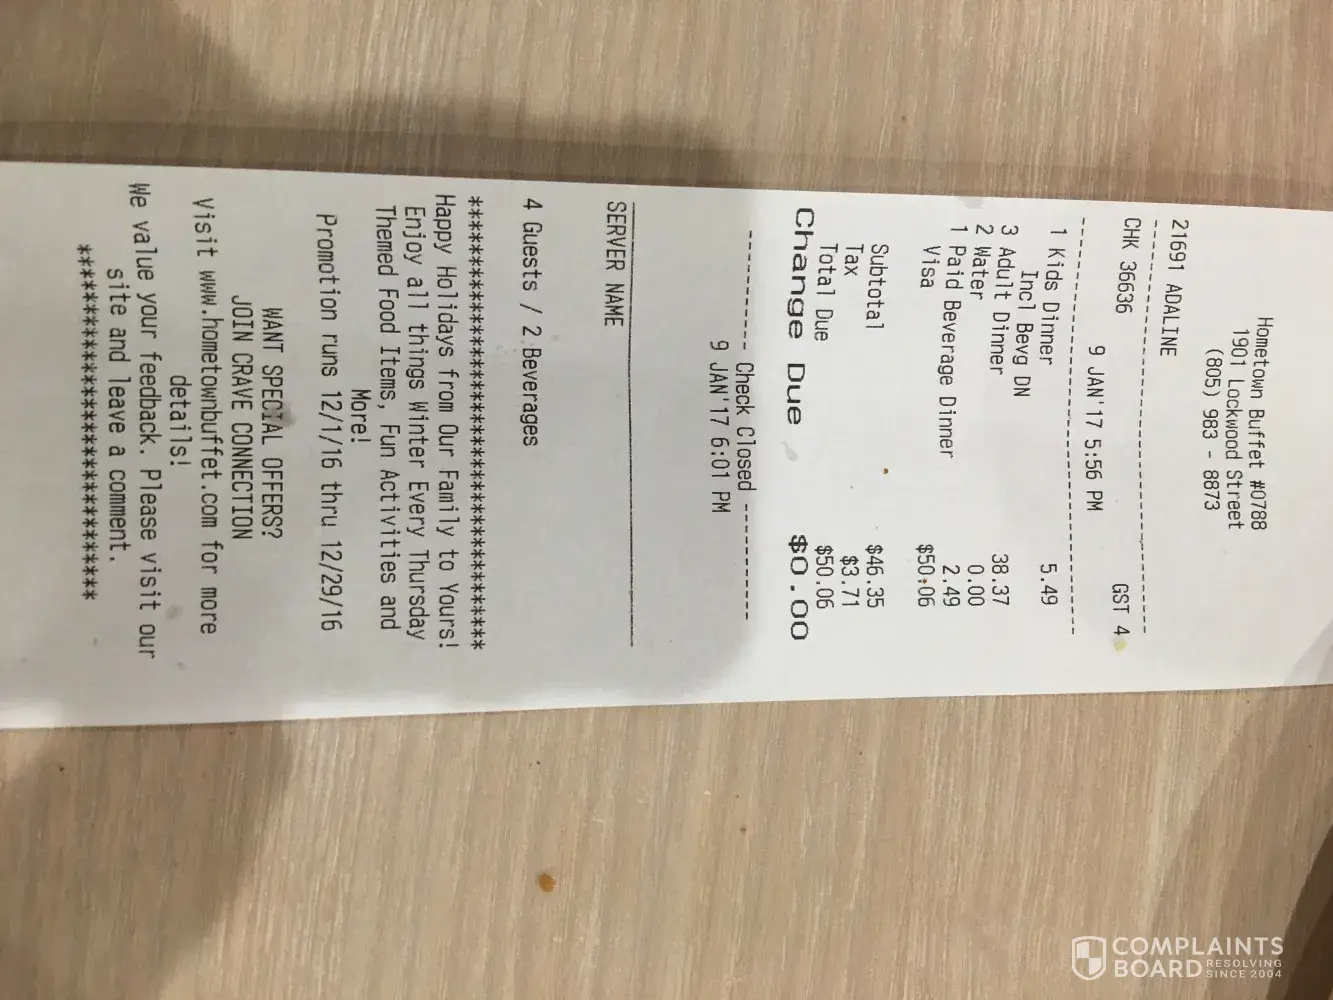 Hometown Buffet #0788
1901 Lockwood Street
(805) 983 - 8873
21691 ADALINE
--------------------------------
CHK 36636 GST 4
9 JAN'17 5:56 PM
--------------------------------
1 Kids Dinner 5.49
Incl Bevg DN
3 Adult Dinner 38.37
2 Water 0.00
1 Paid Beverage Dinner 2.49
Visa $50.06
Subtotal $46.35
Tax $3.71
Total Due $50.06
Change Due $0.00
--------- Check Closed ---------
9 JAN'17 6:01 PM
SERVER NAME
4 Guests / 2 Beverages
****************************************
Happy Holidays from Our Family to Yours!
Enjoy all things Winter Every Thursday
Themed Food Items, Fun Activities and
More!
Promotion runs 12/1/16 thru 12/29/16
WANT SPECIAL OFFERS?
JOIN CRAVE CONNECTION
Visit www.hometownbuffet.com for more
details!
We value your feedback. Please visit our
site and leave a comment.
******************************
COMPLAINTS
BOARD RESOLVING
SINCE 2004